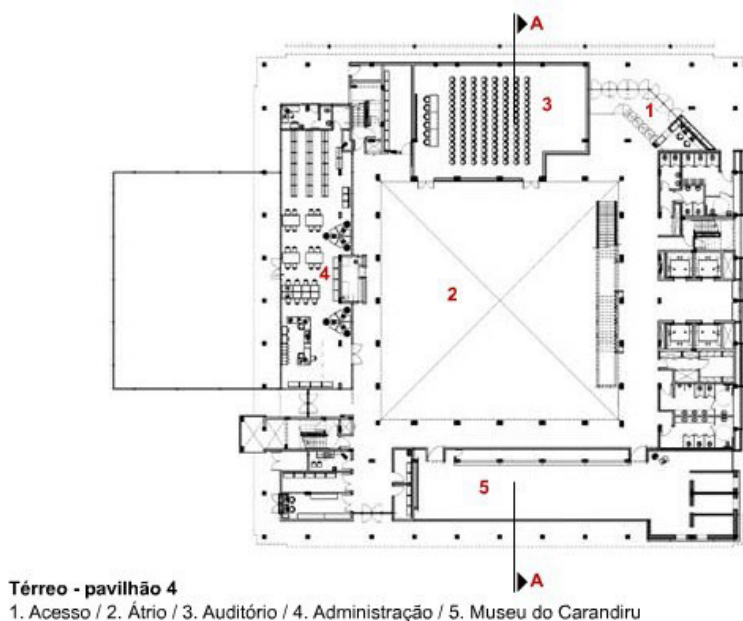 A
3
1
2
4
5
A
Térreo - pavilhão 4
1. Acesso / 2. Átrio / 3. Auditório / 4. Administração / 5. Museu do Carandiru